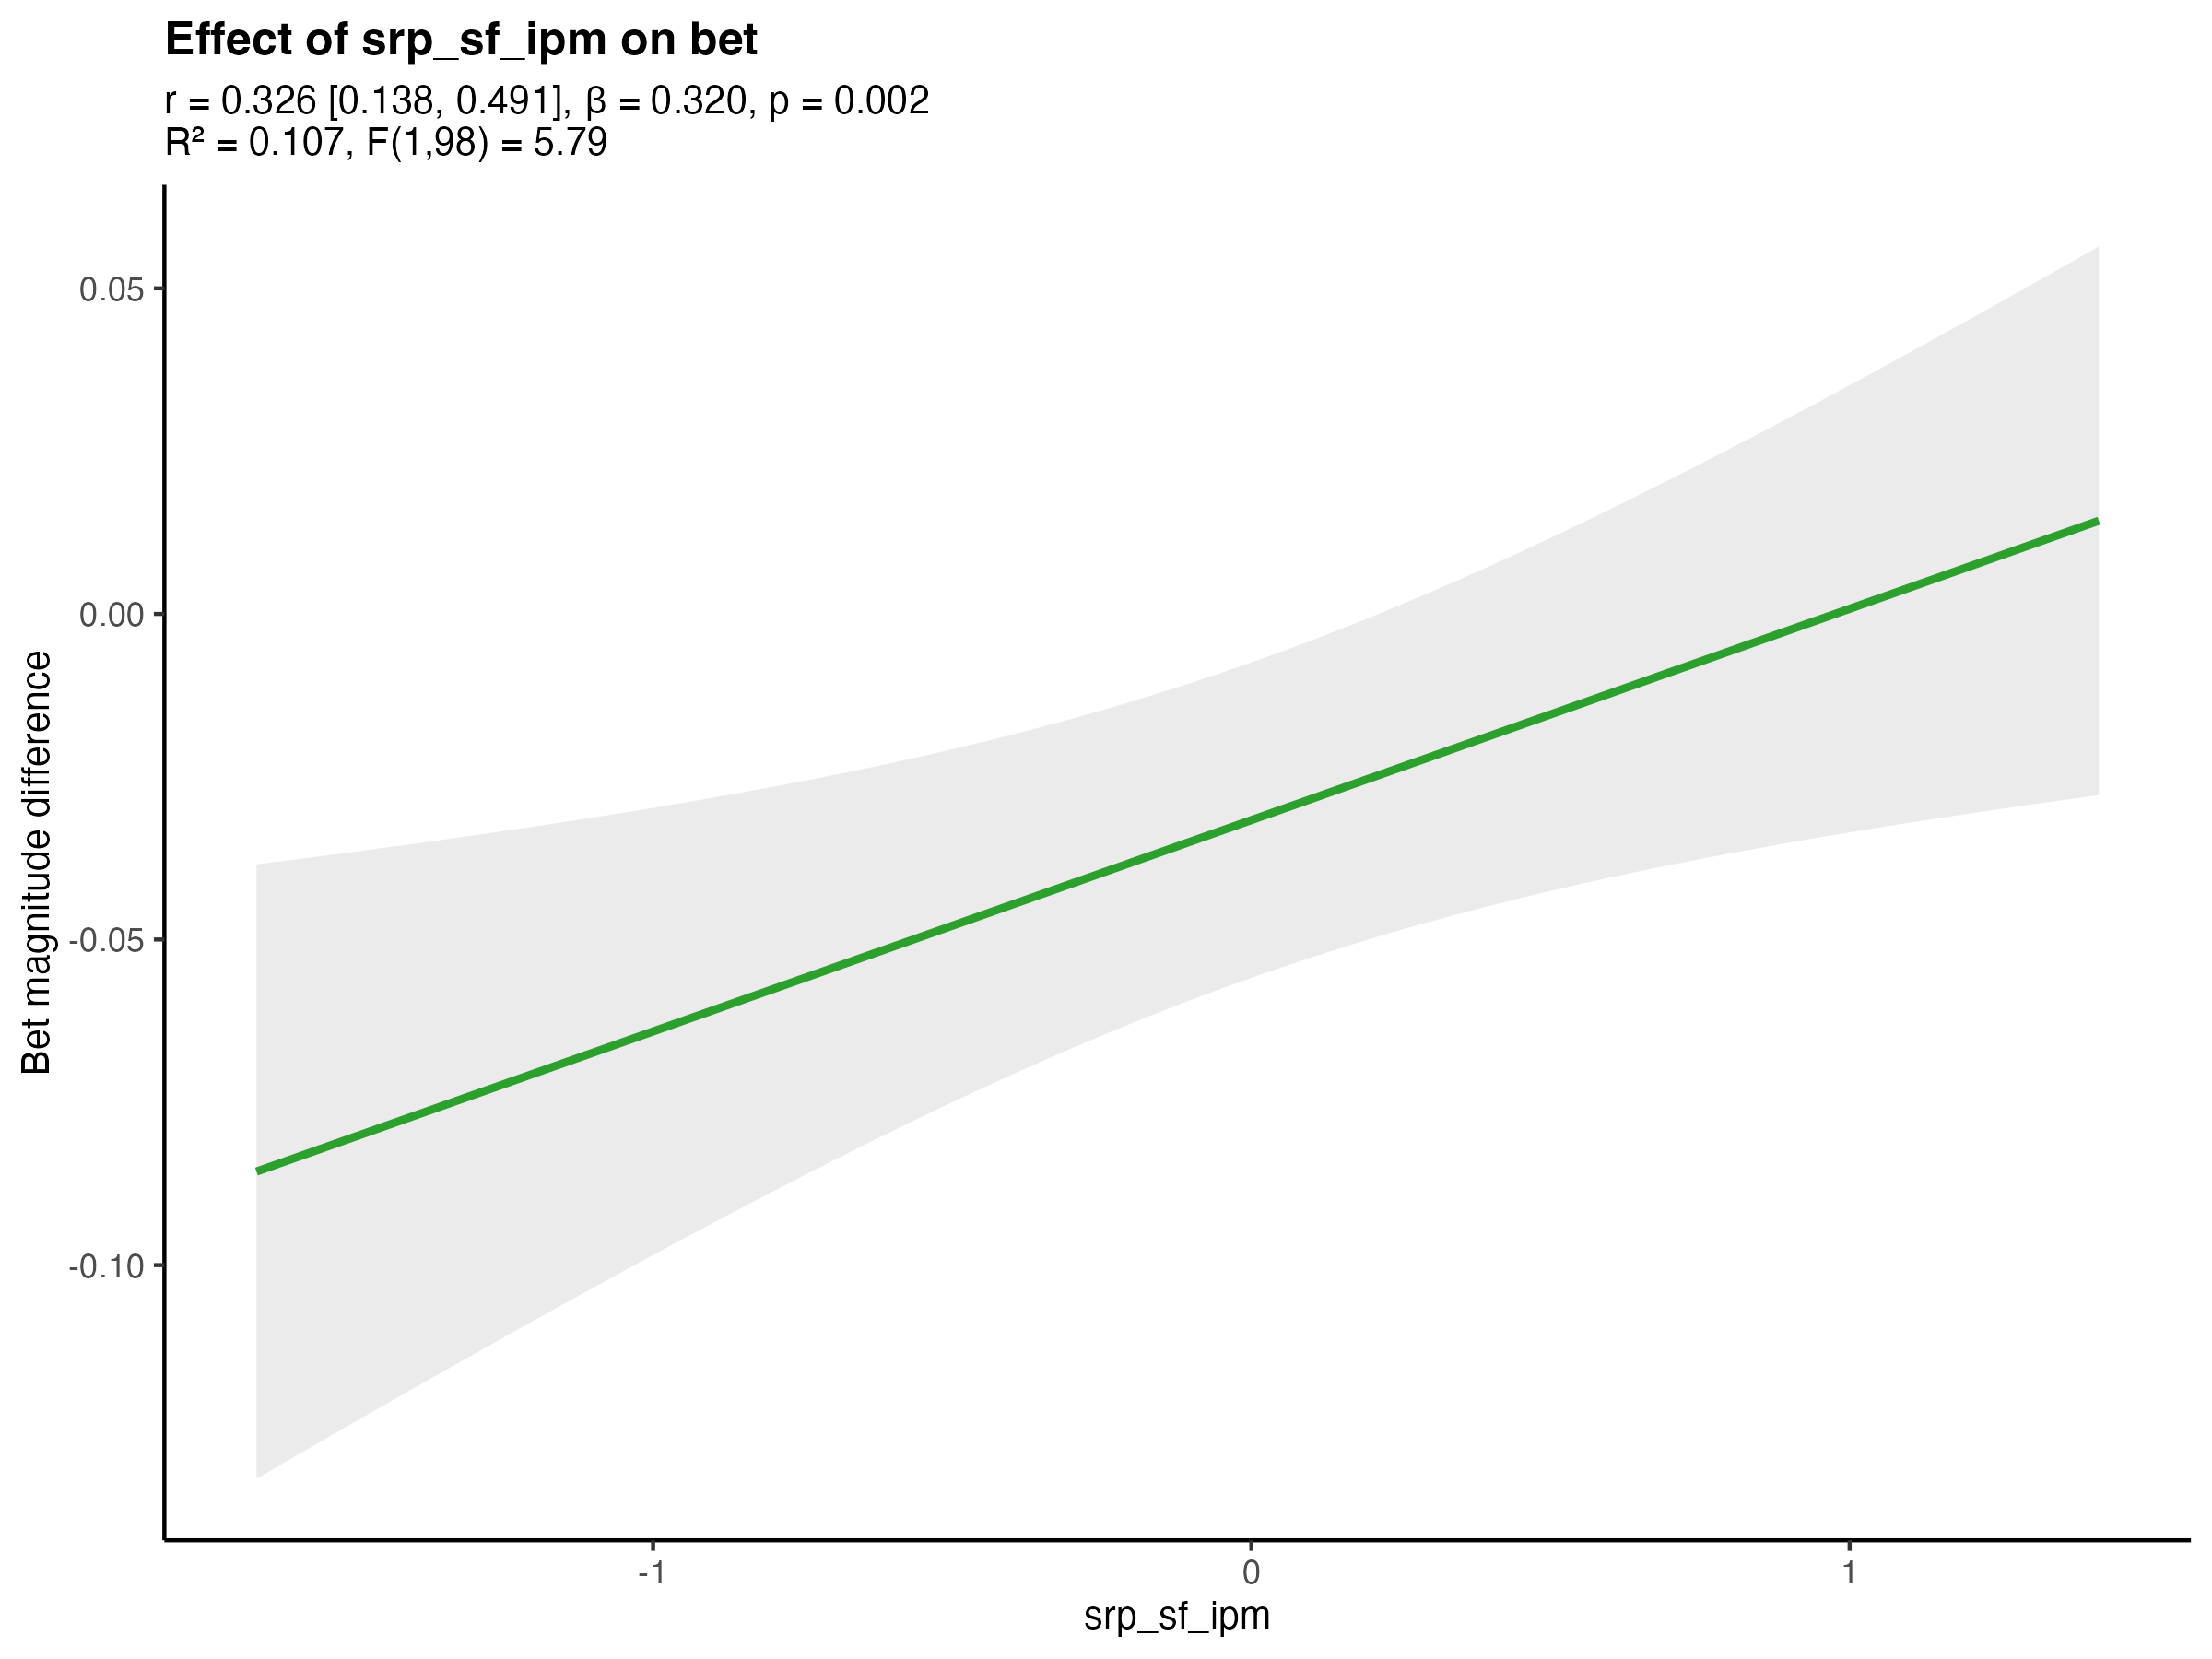 Effect of srp_sf_ipm on bet
r = 0.326 [0.138, 0.491], β = 0.320, p = 0.002
R² = 0.107, F(1,98) = 5.79
Bet magnitude difference
0.05
0.00
-0.05
-0.10
-1
0
1
srp_sf_ipm